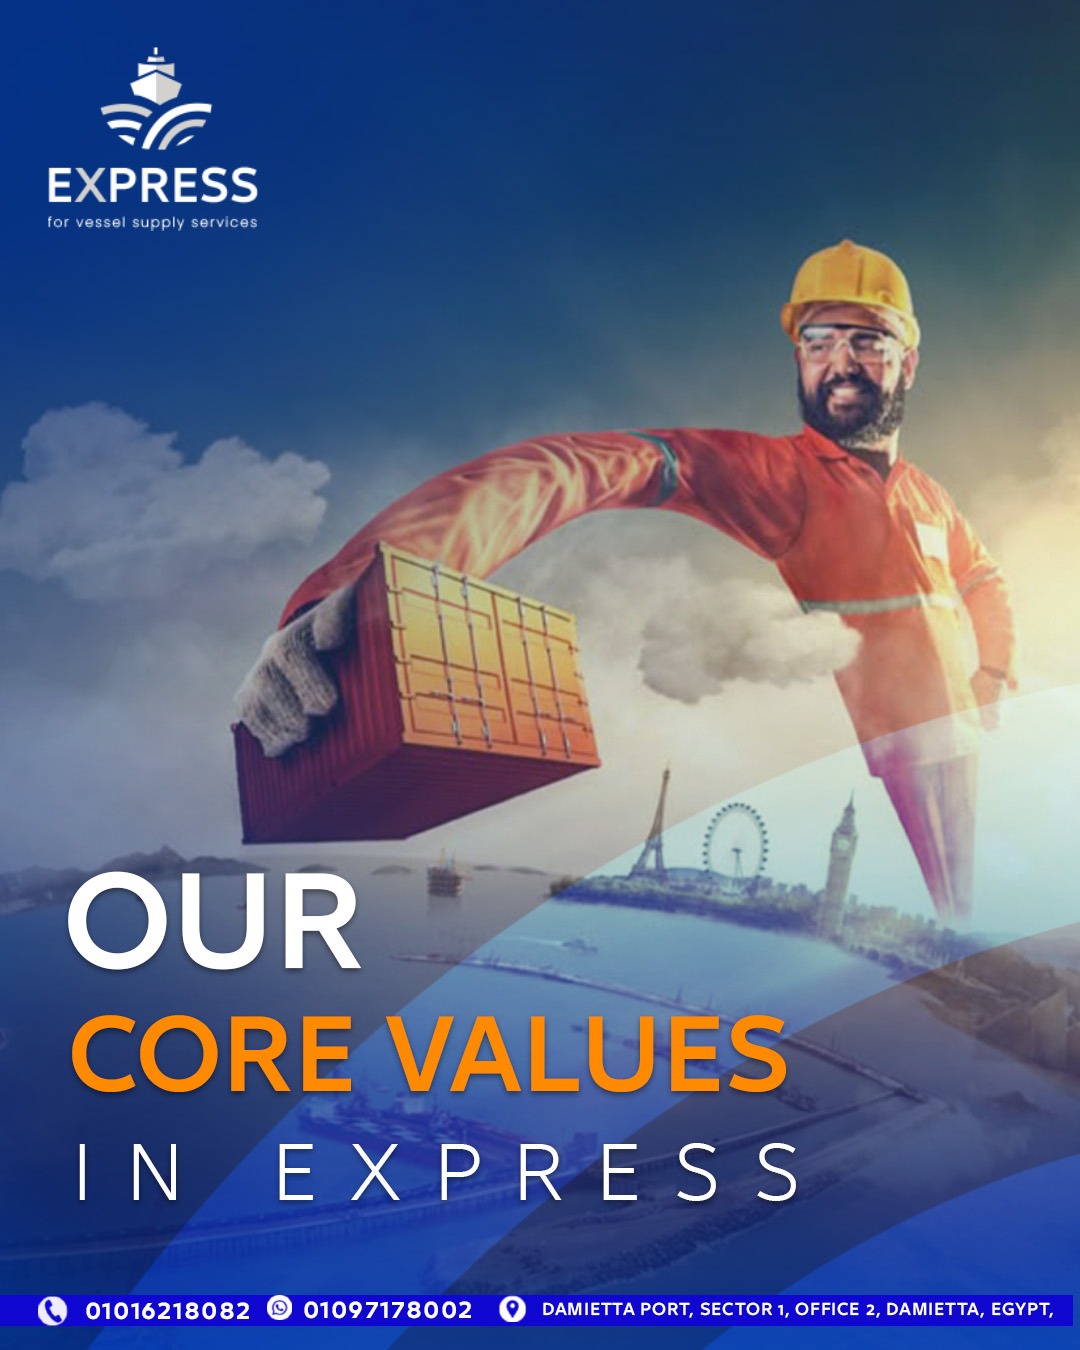 EXPRESS
for vessel supply services
OUR
CORE VALUES
IN EXPRESS
01016218082 01097178002 DAMIETTA PORT, SECTOR 1, OFFICE 2, DAMIETTA, EGYPT,